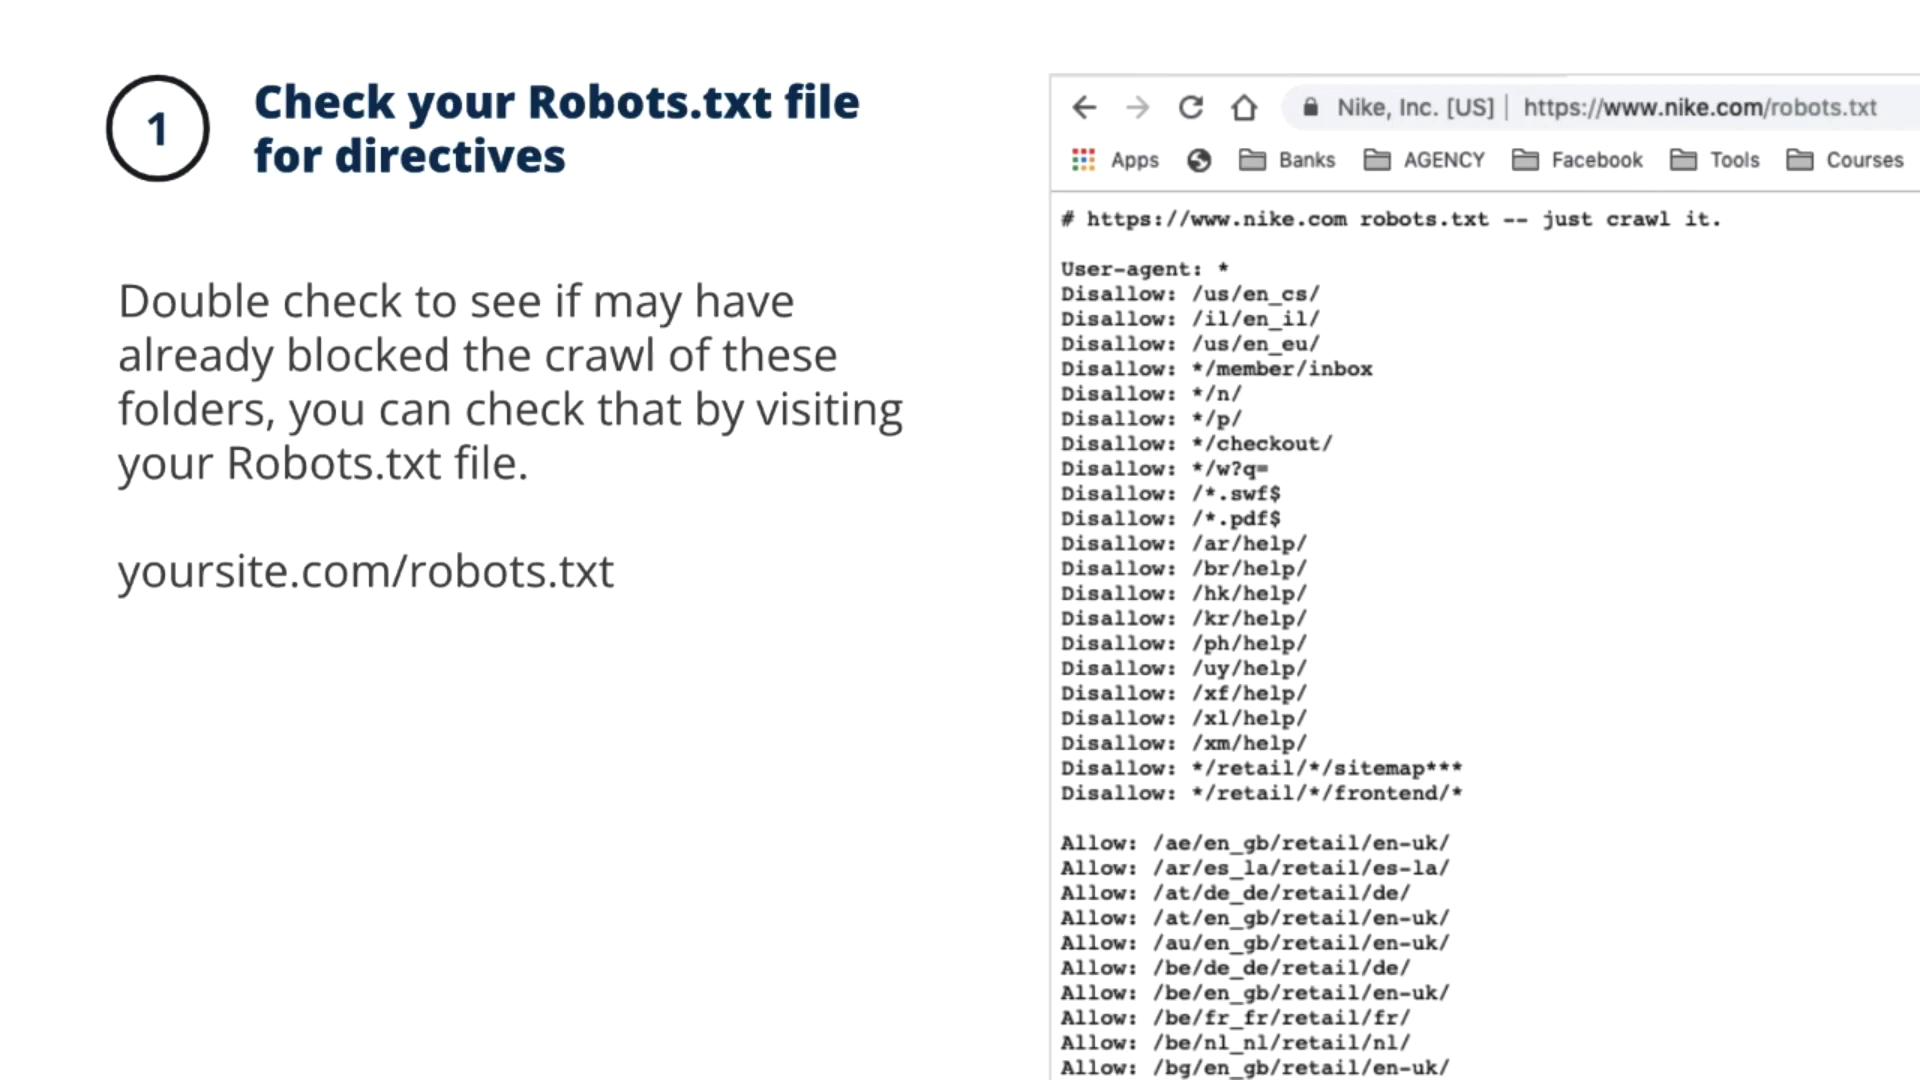 1
Check your Robots.txt file
for directives
Double check to see if may have
already blocked the crawl of these
folders, you can check that by visiting
your Robots.txt file.
yoursite.com/robots.txt
Nike, Inc. [US] | https://www.nike.com/robots.txt
Apps Banks AGENCY Facebook Tools Courses
# https://www.nike.com robots.txt -- just crawl it.
User-agent: *
Disallow: /us/en_cs/
Disallow: /il/en_il/
Disallow: /us/en_eu/
Disallow: */member/inbox
Disallow: */n/
Disallow: */p/
Disallow: */checkout/
Disallow: */w?q=
Disallow: /*.swf$
Disallow: /*.pdf$
Disallow: /ar/help/
Disallow: /br/help/
Disallow: /hk/help/
Disallow: /kr/help/
Disallow: /ph/help/
Disallow: /uy/help/
Disallow: /xf/help/
Disallow: /xl/help/
Disallow: /xm/help/
Disallow: */retail/*/sitemap***
Disallow: */retail/*/frontend/*
Allow: /ae/en_gb/retail/en-uk/
Allow: /ar/es_la/retail/es-la/
Allow: /at/de_de/retail/de/
Allow: /at/en_gb/retail/en-uk/
Allow: /au/en_gb/retail/en-uk/
Allow: /be/de_de/retail/de/
Allow: /be/en_gb/retail/en-uk/
Allow: /be/fr_fr/retail/fr/
Allow: /be/nl_nl/retail/nl/
Allow: /bg/en_gb/retail/en-uk/